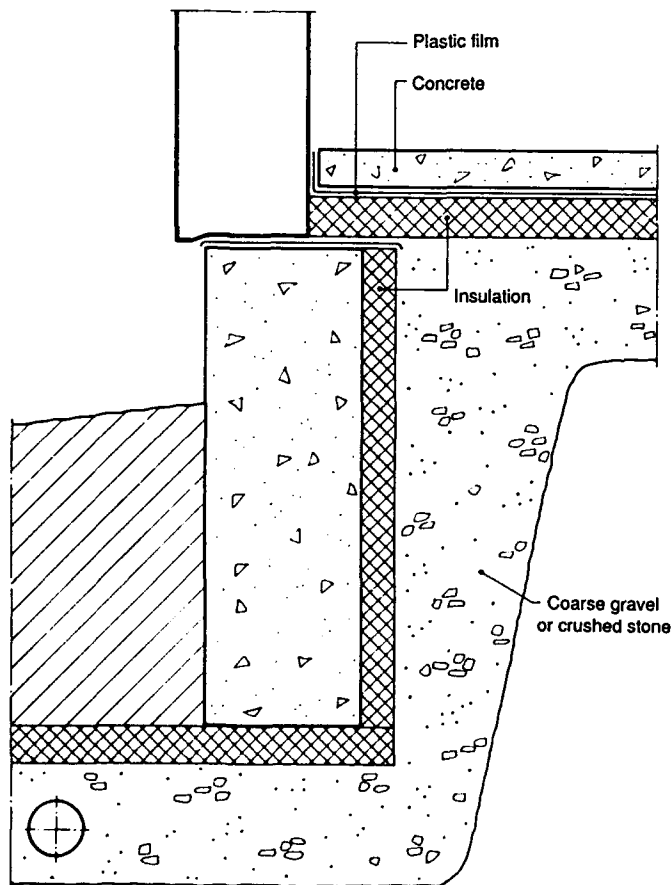 Plastic film
Concrete
Insulation
Coarse gravel
or crushed stone